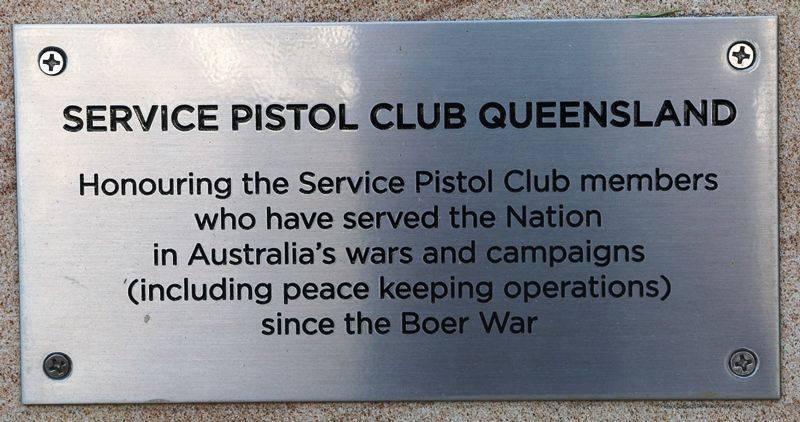 SERVICE PISTOL CLUB QUEENSLAND
Honouring the Service Pistol Club members
who have served the Nation
in Australia's wars and campaigns
(including peace keeping operations)
since the Boer War